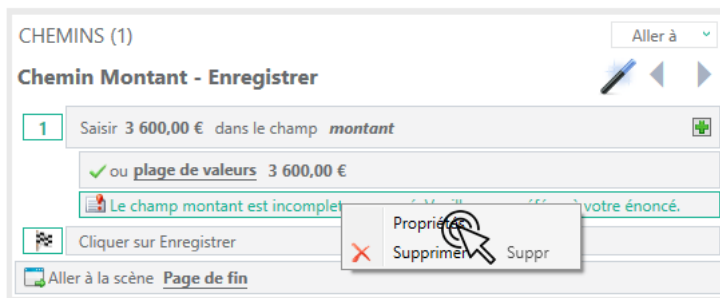 CHEMINS (1)
Aller à
Chemin Montant - Enregistrer
1 Saisir 3 600,00 € dans le champ montant
ou plage de valeurs 3 600,00 €
Le champ montant est incomplet votre énoncé.
Propriétés
Supprimer Suppr
Cliquer sur Enregistrer
Aller à la scène Page de fin